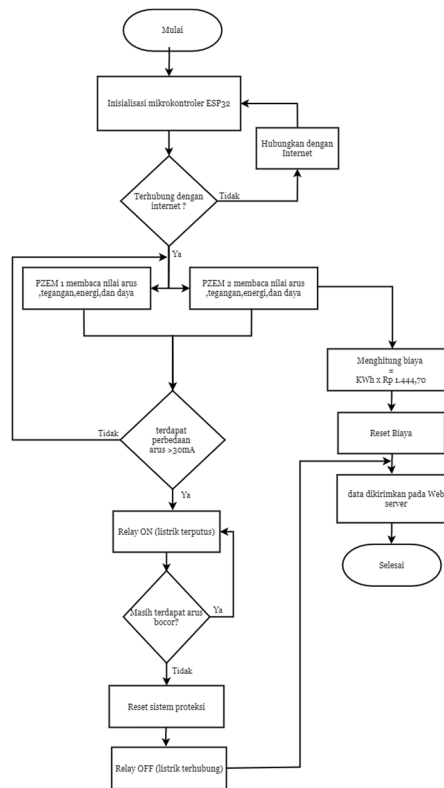 Mulai
Inisialisasi mikrokontroler ESP32
Hubungkan dengan
Internet
Terhubung dengan
internet ?
Tidak
Ya
PZEM 1 membaca nilai arus
,tegangan,energi,dan daya
PZEM 2 membaca nilai arus
,tegangan,energi,dan daya
Menghitung biaya
=
KWh x Rp 1.444,70
Reset Biaya
terdapat
perbedaan
arus >30mA
Tidak
Ya
data dikirimkan pada Web
server
Selesai
Relay ON (listrik terputus)
Masih terdapat arus
bocor?
Ya
Tidak
Reset sistem proteksi
Relay OFF (listrik terhubung)